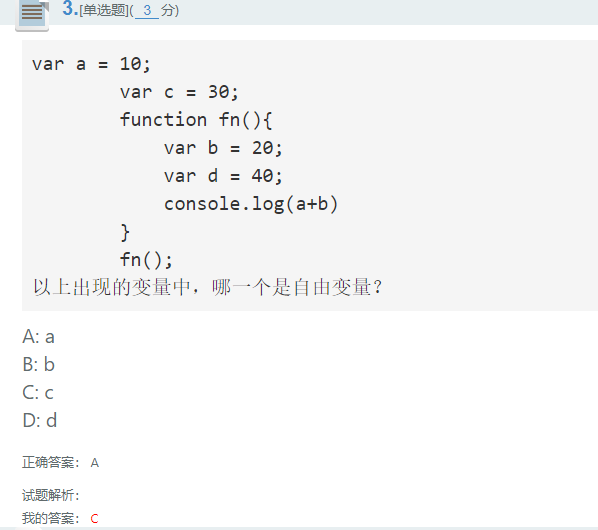 3.[单选题]( 3 分)
var a = 10;
var c = 30;
function fn(){
var b = 20;
var d = 40;
console.log(a+b)
}
fn();
以上出现的变量中，哪一个是自由变量？
A: a
B: b
C: c
D: d
正确答案： A
试题解析：
我的答案： C